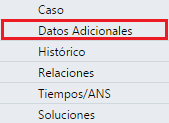 Caso
Datos Adicionales
Histórico
Relaciones
Tiempos/ANS
Soluciones